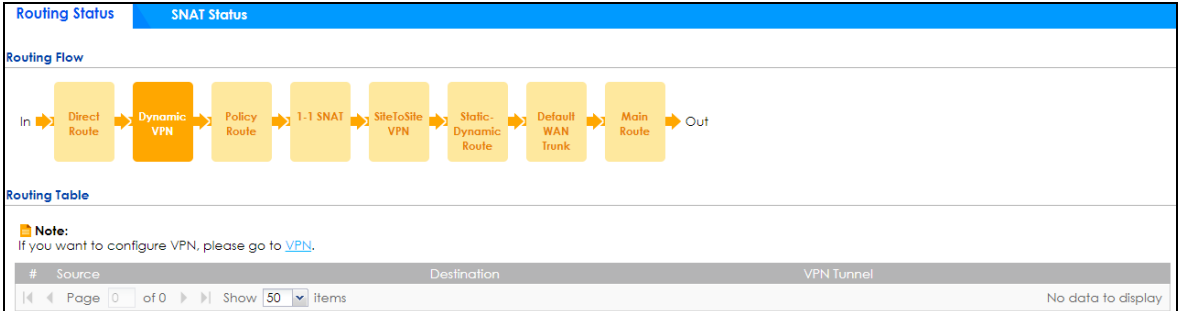 Routing Status SNAT Status
Routing Flow
In Direct Route Dynamic VPN Policy Route 1-1 SNAT SiteToSite VPN Static-Dynamic Route Default WAN Trunk Main Route Out
Routing Table
Note:
If you want to configure VPN, please go to VPN.
# Source Destination VPN Tunnel
Page 0 of 0 Show 50 items No data to display